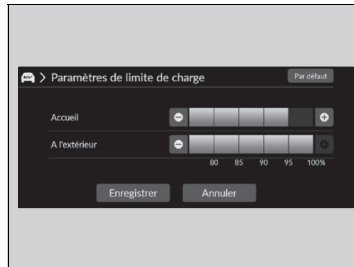 > Paramètres de limite de charge
Par défaut
Accueil
A l'extérieur
80 85 90 95 100%
Enregistrer
Annuler